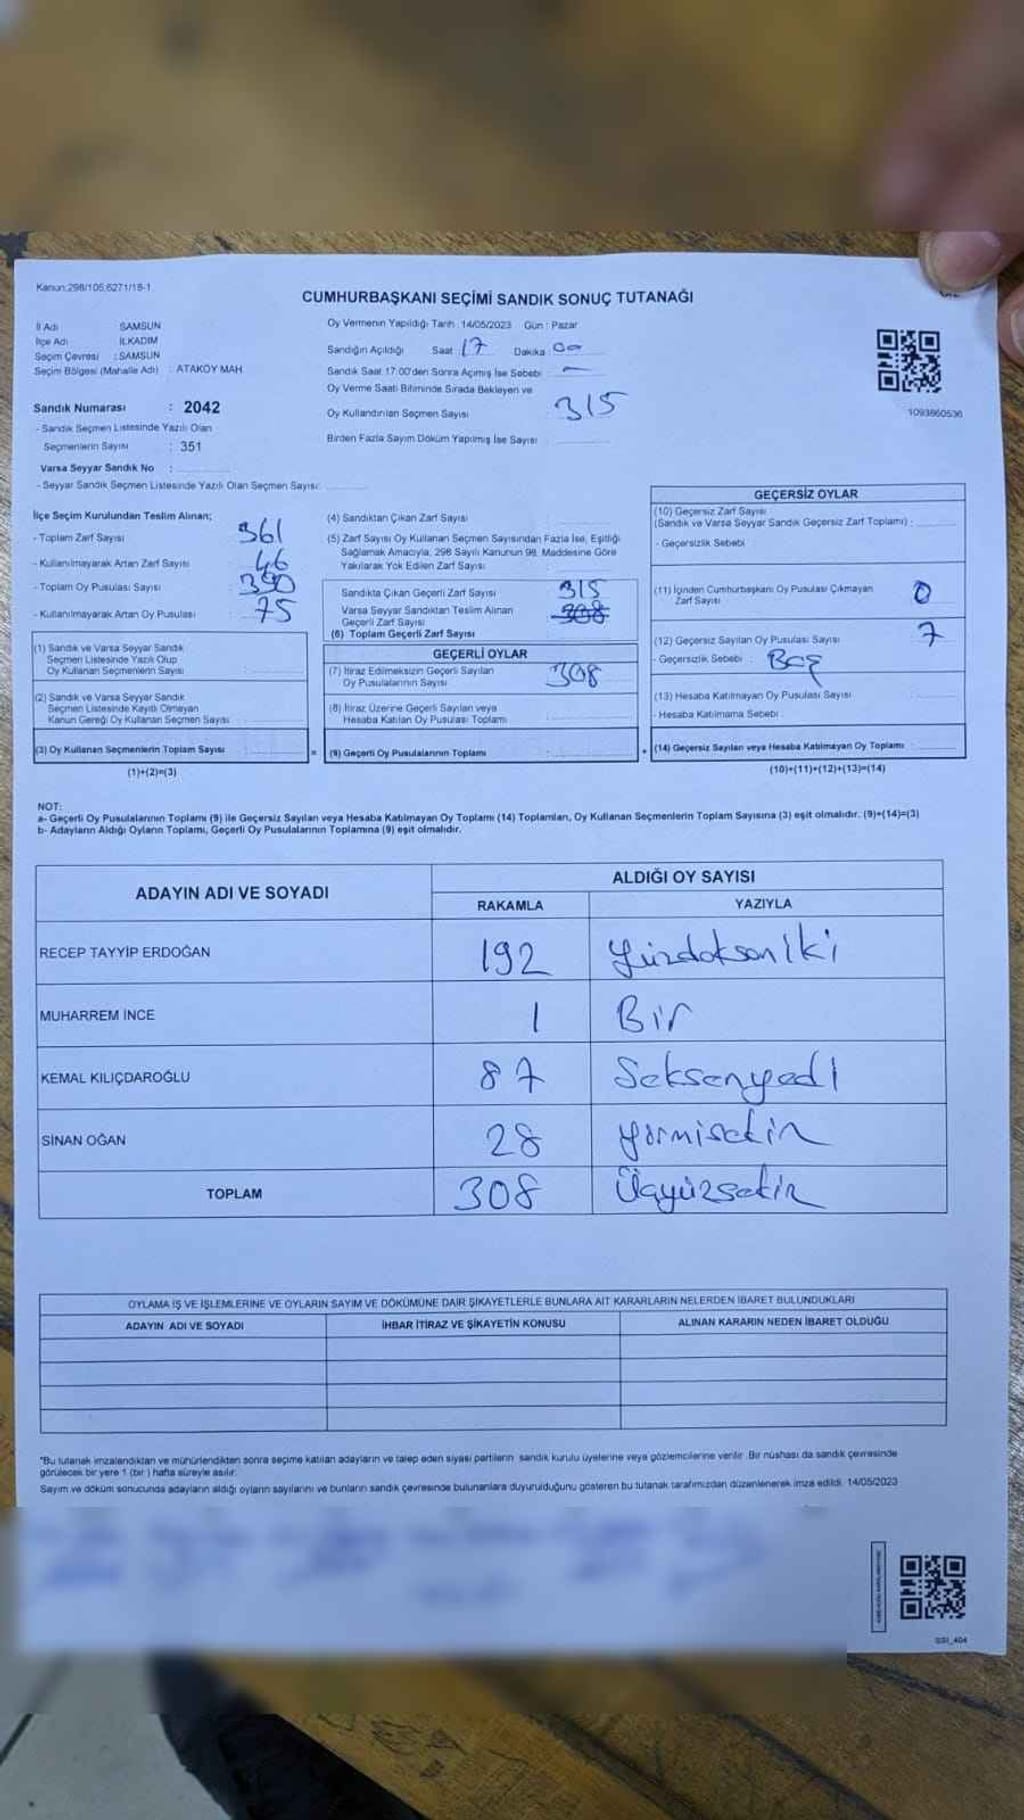 Kanun:298/105,6271/18-1
CUMHURBAŞKANI SEÇİMİ SANDIK SONUÇ TUTANAĞI
İl Adı SAMSUN
İlçe Adı İLKADIM
Seçim Çevresi : SAMSUN
Seçim Bölgesi (Mahalle Adı) : ATAKÖY MAH.
Sandık Numarası : 2042
- Sandık Seçmen Listesinde Yazılı Olan
Seçmenlerin Sayısı : 351
Varsa Seyyar Sandık No :
- Seyyar Sandık Seçmen Listesinde Yazılı Olan Seçmen Sayısı:
Oy Vermenin Yapıldığı Tarih : 14/05/2023 Gün : Pazar
Sandığın Açıldığı Saat : 17 Dakika : 00
Sandık Saat 17:00'den Sonra Açılmış İse Sebebi : -
Oy Verme Saati Bitiminde Sırada Bekleyen ve
Oy Kullandırılan Seçmen Sayısı 315
Birden Fazla Sayım Döküm Yapılmış İse Sayısı :
1093860536
İlçe Seçim Kurulundan Teslim Alınan;
- Toplam Zarf Sayısı 361
- Kullanılmayarak Artan Zarf Sayısı 46
- Toplam Oy Pusulası Sayısı 390
- Kullanılmayarak Artan Oy Pusulası : 75
(1) Sandık ve Varsa Seyyar Sandık
Seçmen Listesinde Yazılı Olup
Oy Kullanan Seçmenlerin Sayısı
(2) Sandık ve Varsa Seyyar Sandık
Seçmen Listesinde Kayıtlı Olmayan
Kanun Gereği Oy Kullanan Seçmen Sayısı
(3) Oy Kullanan Seçmenlerin Toplam Sayısı
(1)+(2)=(3)
(4) Sandıktan Çıkan Zarf Sayısı
(5) Zarf Sayısı Oy Kullanan Seçmen Sayısından Fazla İse, Eşitliği
Sağlamak Amacıyla, 298 Sayılı Kanunun 98. Maddesine Göre
Yakılarak Yok Edilen Zarf Sayısı
Sandıkta Çıkan Geçerli Zarf Sayısı 315
Varsa Seyyar Sandıktan Teslim Alınan
Geçerli Zarf Sayısı 308
(6) Toplam Geçerli Zarf Sayısı
GEÇERLİ OYLAR
(7) İtiraz Edilmeksizin Geçerli Sayılan
Oy Pusulalarının Sayısı 308
(8) İtiraz Üzerine Geçerli Sayılan veya
Hesaba Katılan Oy Pusulası Toplamı
= (9) Geçerli Oy Pusulalarının Toplamı
GEÇERSİZ OYLAR
(10) Geçersiz Zarf Sayısı
(Sandık ve Varsa Seyyar Sandık Geçersiz Zarf Toplamı) :
- Geçersizlik Sebebi
(11) İçinden Cumhurbaşkanı Oy Pusulası Çıkmayan
Zarf Sayısı 0
(12) Geçersiz Sayılan Oy Pusulası Sayısı 7
- Geçersizlik Sebebi : Boş
(13) Hesaba Katılmayan Oy Pusulası Sayısı
- Hesaba Katılmama Sebebi
+ (14) Geçersiz Sayılan veya Hesaba Katılmayan Oy Toplamı :
(10)+(11)+(12)+(13)=(14)
NOT:
a- Geçerli Oy Pusulalarının Toplamı (9) ile Geçersiz Sayılan veya Hesaba Katılmayan Oy Toplamı (14) Toplamları, Oy Kullanan Seçmenlerin Toplam Sayısına (3) eşit olmalıdır. (9)+(14)=(3)
b- Adayların Aldığı Oyların Toplamı, Geçerli Oy Pusulalarının Toplamına (9) eşit olmalıdır.
ADAYIN ADI VE SOYADI
ALDIĞI OY SAYISI
RAKAMLA YAZIYLA
RECEP TAYYİP ERDOĞAN 192 Yüzdoksaniki
MUHARREM İNCE 1 Bir
KEMAL KILIÇDAROĞLU 87 Seksenyedi
SİNAN OĞAN 28 yirmisekiz
TOPLAM 308 Üçyüzsekiz
OYLAMA İŞ VE İŞLEMLERİNE VE OYLARIN SAYIM VE DÖKÜMÜNE DAİR ŞİKAYETLERLE BUNLARA AİT KARARLARIN NELERDEN İBARET BULUNDUKLARI
ADAYIN ADI VE SOYADI İHBAR İTİRAZ VE ŞİKAYETİN KONUSU ALINAN KARARIN NEDEN İBARET OLDUĞU
"Bu tutanak imzalandıktan ve mühürlendikten sonra seçime katılan adayların ve talep eden siyasi partilerin sandık kurulu üyelerine veya gözlemcilerine verilir. Bir nüshası da sandık çevresinde
görülecek bir yere 1 (bir ) hafta süreyle asılır.
Sayım ve döküm sonucunda adayların aldığı oyların sayılarını ve bunların sandık çevresinde bulunanlara duyurulduğunu gösteren bu tutanak tarafımızdan düzenlenerek imza edildi. 14/05/2023
SSI_404